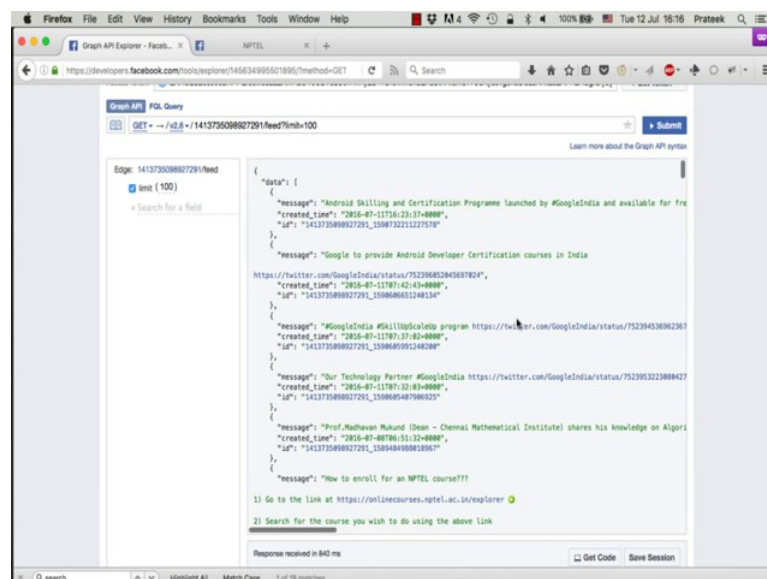 Firefox File Edit View History Bookmarks Tools Window Help 4 100% Tue 12 Jul 16:16 Prateek
Graph API Explorer - Faceb... × NPTEL × +
https://developers.facebook.com/tools/explorer/145634995501895/?method=GET Search
Graph API FQL Query
GET → /v2.6 /1413735098927291/feed?limit=100 Submit
Learn more about the Graph API syntax
Edge: 1413735098927291/feed
limit (100)
Search for a field
{
"data": [
{
"message": "Android Skilling and Certification Programme launched by #GoogleIndia and available for fre
"created_time": "2016-07-11T16:23:37+0000",
"id": "1413735098927291_1590732211227578"
},
{
"message": "Google to provide Android Developer Certification courses in India
https://twitter.com/GoogleIndia/status/752396052045697024",
"created_time": "2016-07-11T07:42:43+0000",
"id": "1413735098927291_1590606651240134"
},
{
"message": "#GoogleIndia #SkillUpScaleUp program https://twitter.com/GoogleIndia/status/752394536962367
"created_time": "2016-07-11T07:37:02+0000",
"id": "1413735098927291_1590605991240200"
},
{
"message": "Our Technology Partner #GoogleIndia https://twitter.com/GoogleIndia/status/7523953223080427
"created_time": "2016-07-11T07:32:03+0000",
"id": "1413735098927291_1590605407906925"
},
{
"message": "Prof.Madhavan Mukund (Dean - Chennai Mathematical Institute) shares his knowledge on Algori
"created_time": "2016-07-08T06:51:32+0000",
"id": "1413735098927291_1589404988018967"
},
{
"message": "How to enroll for an NPTEL course???
1) Go to the link at https://onlinecourses.nptel.ac.in/explorer
2) Search for the course you wish to do using the above link
Response received in 840 ms
Get Code Save Session
search Highlight All Match Case 1 of 18 matches